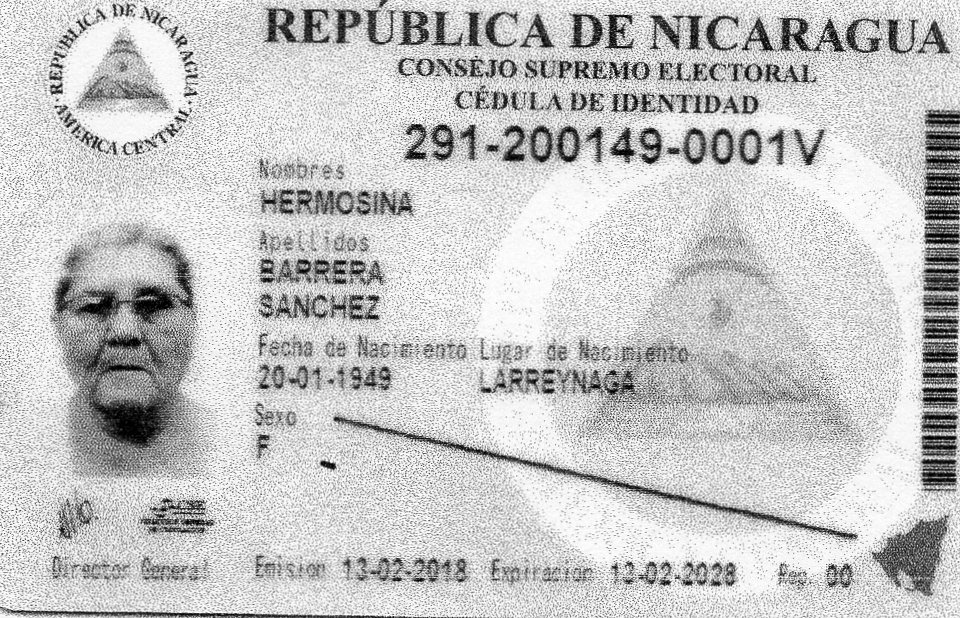 REPÚBLICA DE NICARAGUA
AMERICA CENTRAL
REPÚBLICA DE NICARAGUA
CONSEJO SUPREMO ELECTORAL
CÉDULA DE IDENTIDAD
291-200149-0001V
Nombres
HERMOSINA
Apellidos
BARRERA
SANCHEZ
Fecha de Nacimiento Lugar de Nacimiento
20-01-1949 LARREYNAGA
Sexo
F
Director General Emision 13-02-2018 Expiracion 12-02-2028 Rep. 00